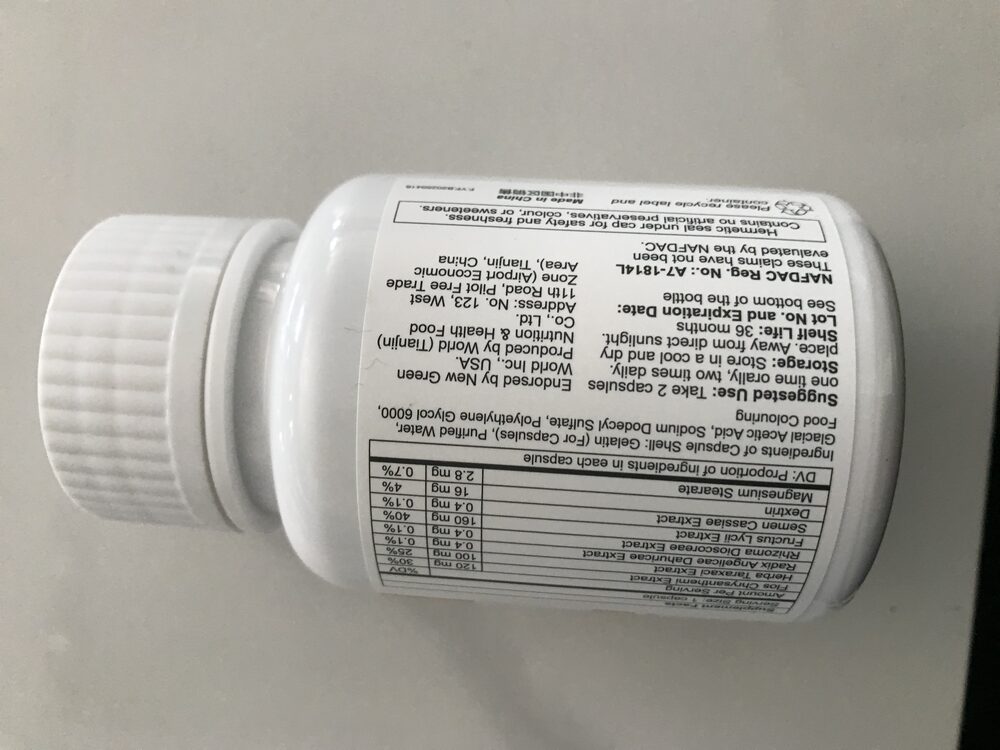 Supplement Facts
Serving Size: 1 capsule
Amount Per Serving %DV
Flos Chrysanthemi Extract 120 mg 30%
Herba Taraxaci Extract 100 mg 25%
Radix Angelicae Dahuricae Extract 0.4 mg 0.1%
Rhizoma Dioscoreae Extract 0.4 mg 0.1%
Fructus Lycii Extract 160 mg 40%
Semen Cassiae Extract 0.4 mg 0.1%
Dextrin 16 mg 4%
Magnesium Stearate 2.8 mg 0.7%
DV: Proportion of ingredients in each capsule
Ingredients of Capsule Shell: Gelatin (For Capsules), Purified Water,
Glacial Acetic Acid, Sodium Dodecyl Sulfate, Polyethylene Glycol 6000,
Food Colouring
Suggested Use: Take 2 capsules
one time orally, two times daily.
Storage: Store in a cool and dry
place. Away from direct sunlight.
Shelf Life: 36 months
Lot No. and Expiration Date:
See bottom of the bottle
NAFDAC Reg. No.: A7-1814L
These claims have not been
evaluated by the NAFDAC.
Endorsed by New Green
World Inc., USA.
Produced by World (Tianjin)
Nutrition & Health Food
Co., Ltd.
Address: No. 123, West
11th Road, Pilot Free Trade
Zone (Airport Economic
Area), Tianjin, China
Hermetic seal under cap for safety and freshness.
Contains no artificial preservatives, colour, or sweeteners.
Please recycle label and
container.
Made in China
非中国区销售